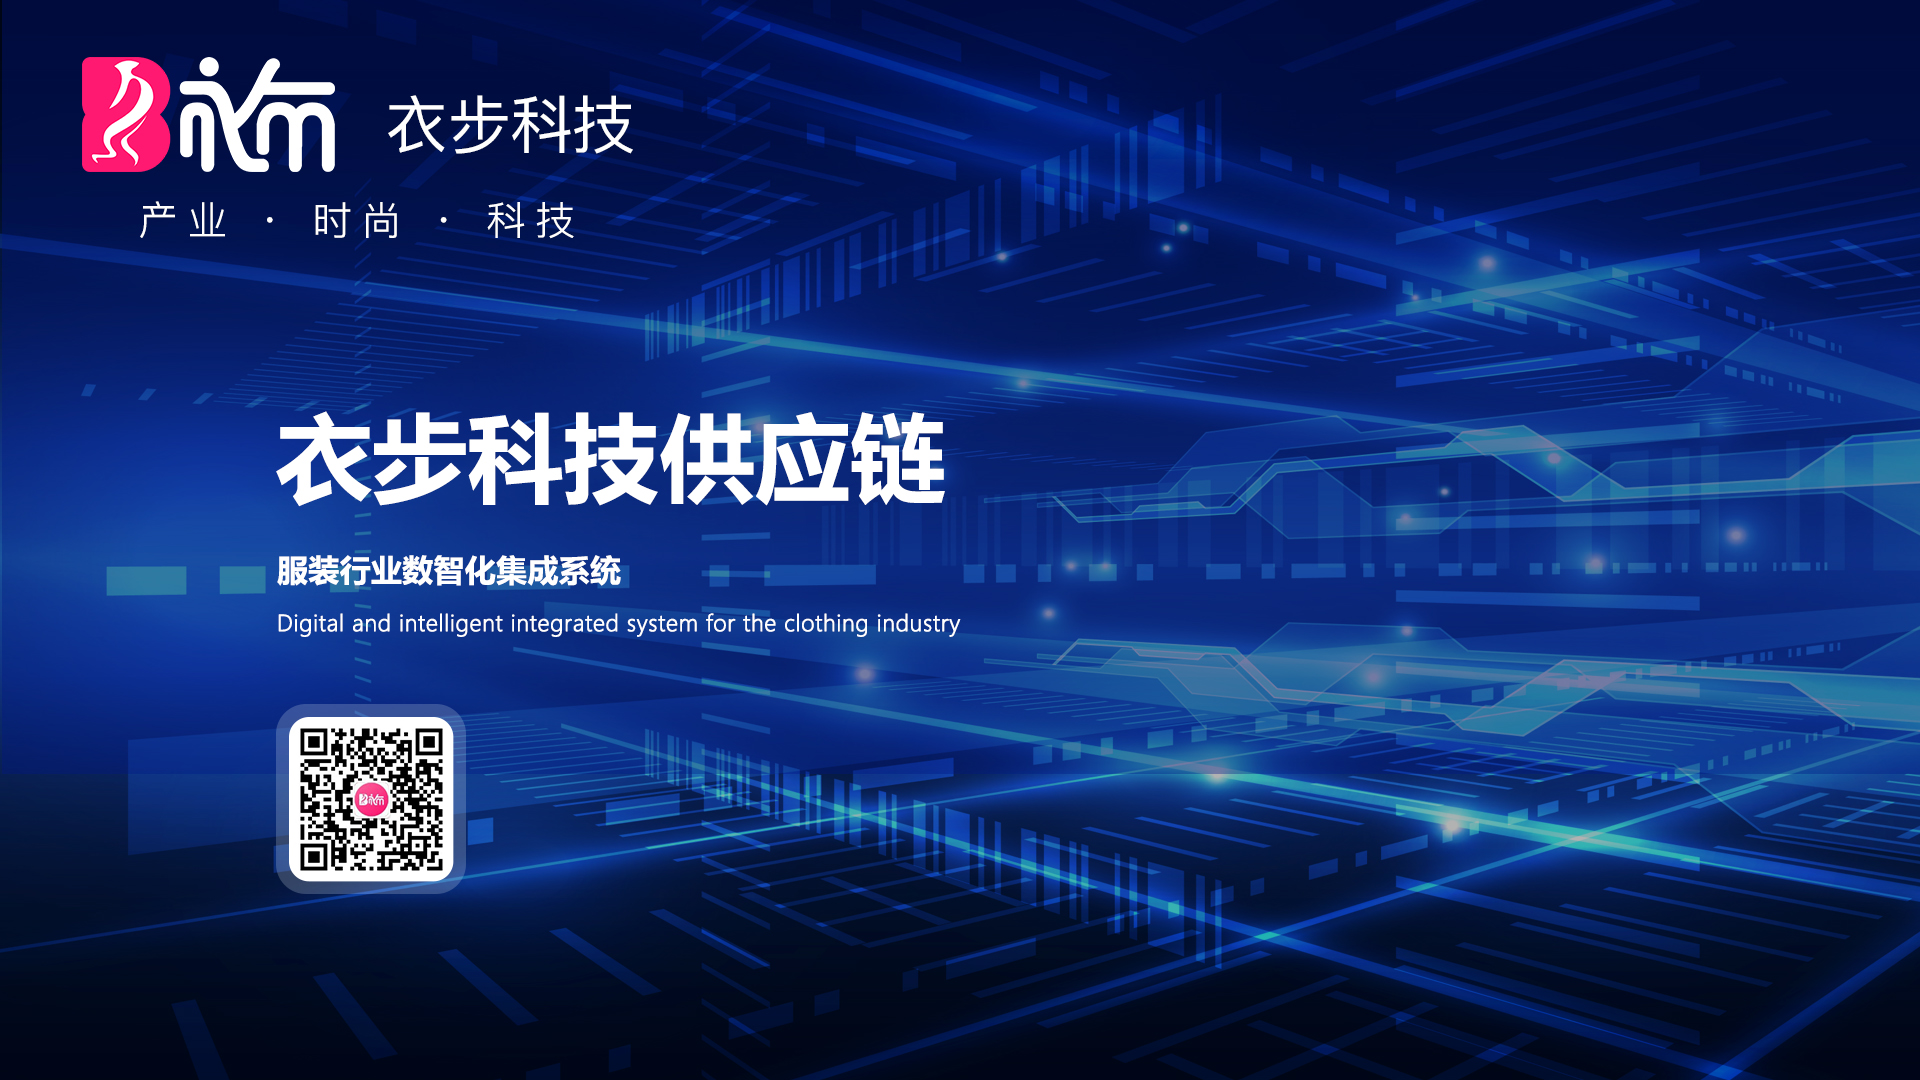 衣步科技
产业 · 时尚 · 科技
衣步科技供应链
服装行业数智化集成系统
Digital and intelligent integrated system for the clothing industry